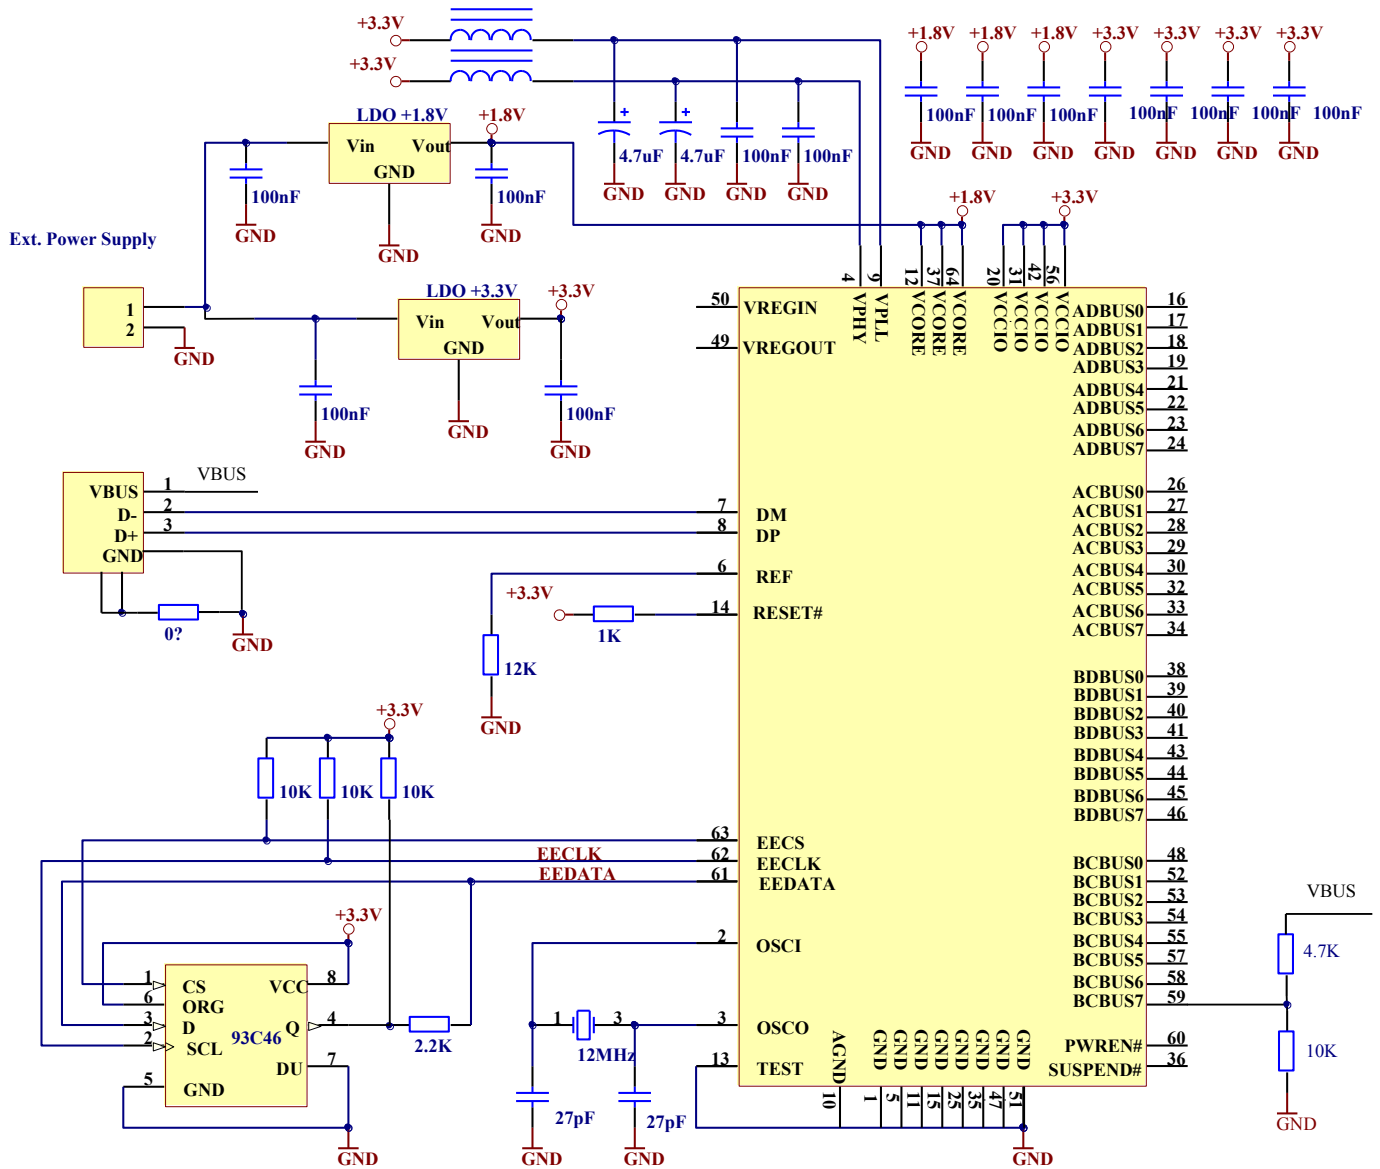 +3.3V
+3.3V
4.7uF 4.7uF 100nF 100nF
GND GND GND GND
+1.8V +1.8V +1.8V +3.3V +3.3V +3.3V +3.3V
100nF 100nF 100nF 100nF 100nF 100nF 100nF
GND GND GND GND GND GND GND
LDO +1.8V
+1.8V
Vin Vout
GND
100nF 100nF
GND GND GND
Ext. Power Supply
1
2
GND
LDO +3.3V
+3.3V
Vin Vout
GND
100nF 100nF
GND GND GND
+1.8V +3.3V
4 9 12 37 64 20 31 42 56
VPHY VPLL VCORE VCORE VCORE VCCIO VCCIO VCCIO VCCIO
50 VREGIN
49 VREGOUT
ADBUS0 16
ADBUS1 17
ADBUS2 18
ADBUS3 19
ADBUS4 21
ADBUS5 22
ADBUS6 23
ADBUS7 24
VBUS 1 VBUS
D- 2
D+ 3
GND
0?
GND
7 DM
8 DP
6 REF
+3.3V
14 RESET#
1K
12K
GND
ACBUS0 26
ACBUS1 27
ACBUS2 28
ACBUS3 29
ACBUS4 30
ACBUS5 32
ACBUS6 33
ACBUS7 34
BDBUS0 38
BDBUS1 39
BDBUS2 40
BDBUS3 41
BDBUS4 43
BDBUS5 44
BDBUS6 45
BDBUS7 46
+3.3V
10K 10K 10K
63 EECS
EECLK 62 EECLK
EEDATA 61 EEDATA
BCBUS0 48
BCBUS1 52
BCBUS2 53
BCBUS3 54
BCBUS4 55
BCBUS5 57
BCBUS6 58
BCBUS7 59
VBUS
4.7K
10K
GND
+3.3V
1 CS VCC 8
6 ORG
3 D Q 4
2 SCL 93C46
DU 7
5 GND
2.2K
GND
2 OSCI
1 3
12MHz
3 OSCO
13 TEST
27pF 27pF
GND GND
PWREN# 60
SUSPEND# 36
AGND GND GND GND GND GND GND GND GND
10 1 5 11 15 25 35 47 51
GND